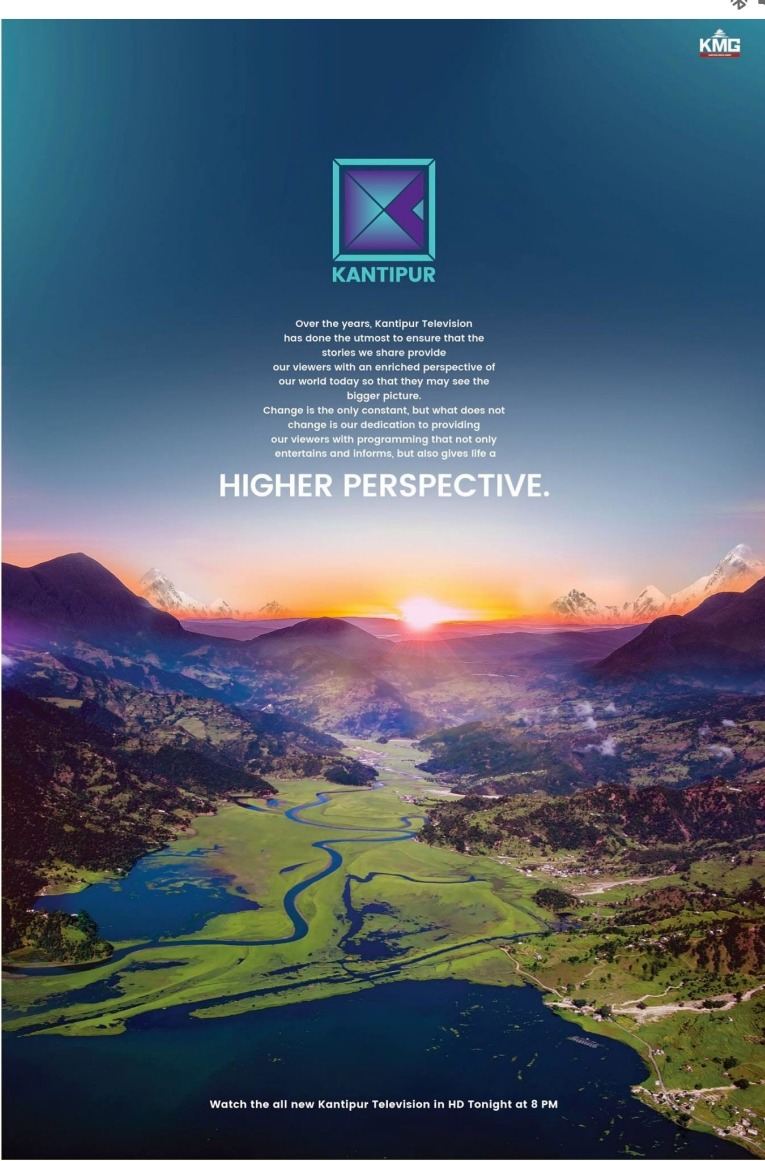 KMG
KANTIPUR
Over the years, Kantipur Television
has done the utmost to ensure that the
stories we share provide
our viewers with an enriched perspective of
our world today so that they may see the
bigger picture.
Change is the only constant, but what does not
change is our dedication to providing
our viewers with programming that not only
entertains and informs, but also gives life a
HIGHER PERSPECTIVE.
Watch the all new Kantipur Television in HD Tonight at 8 PM